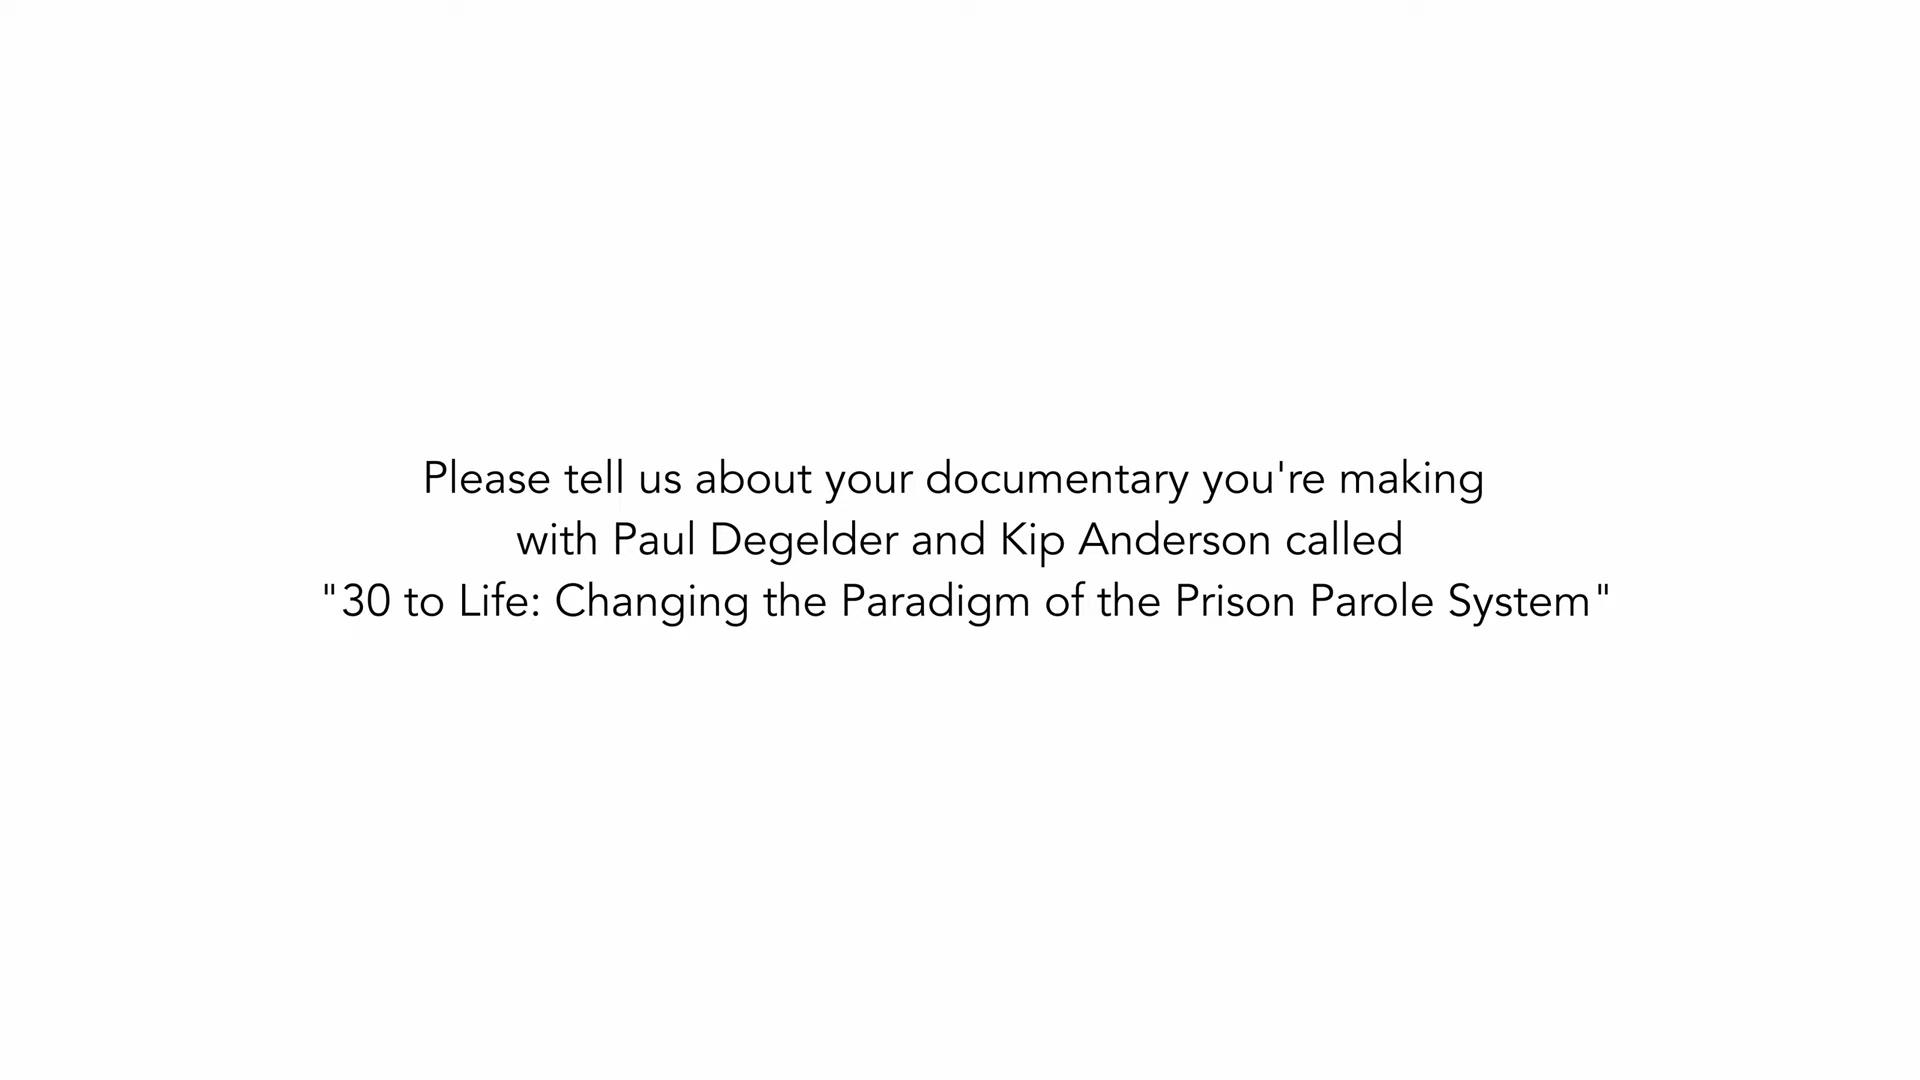 Please tell us about your documentary you're making
with Paul Degelder and Kip Anderson called
"30 to Life: Changing the Paradigm of the Prison Parole System"